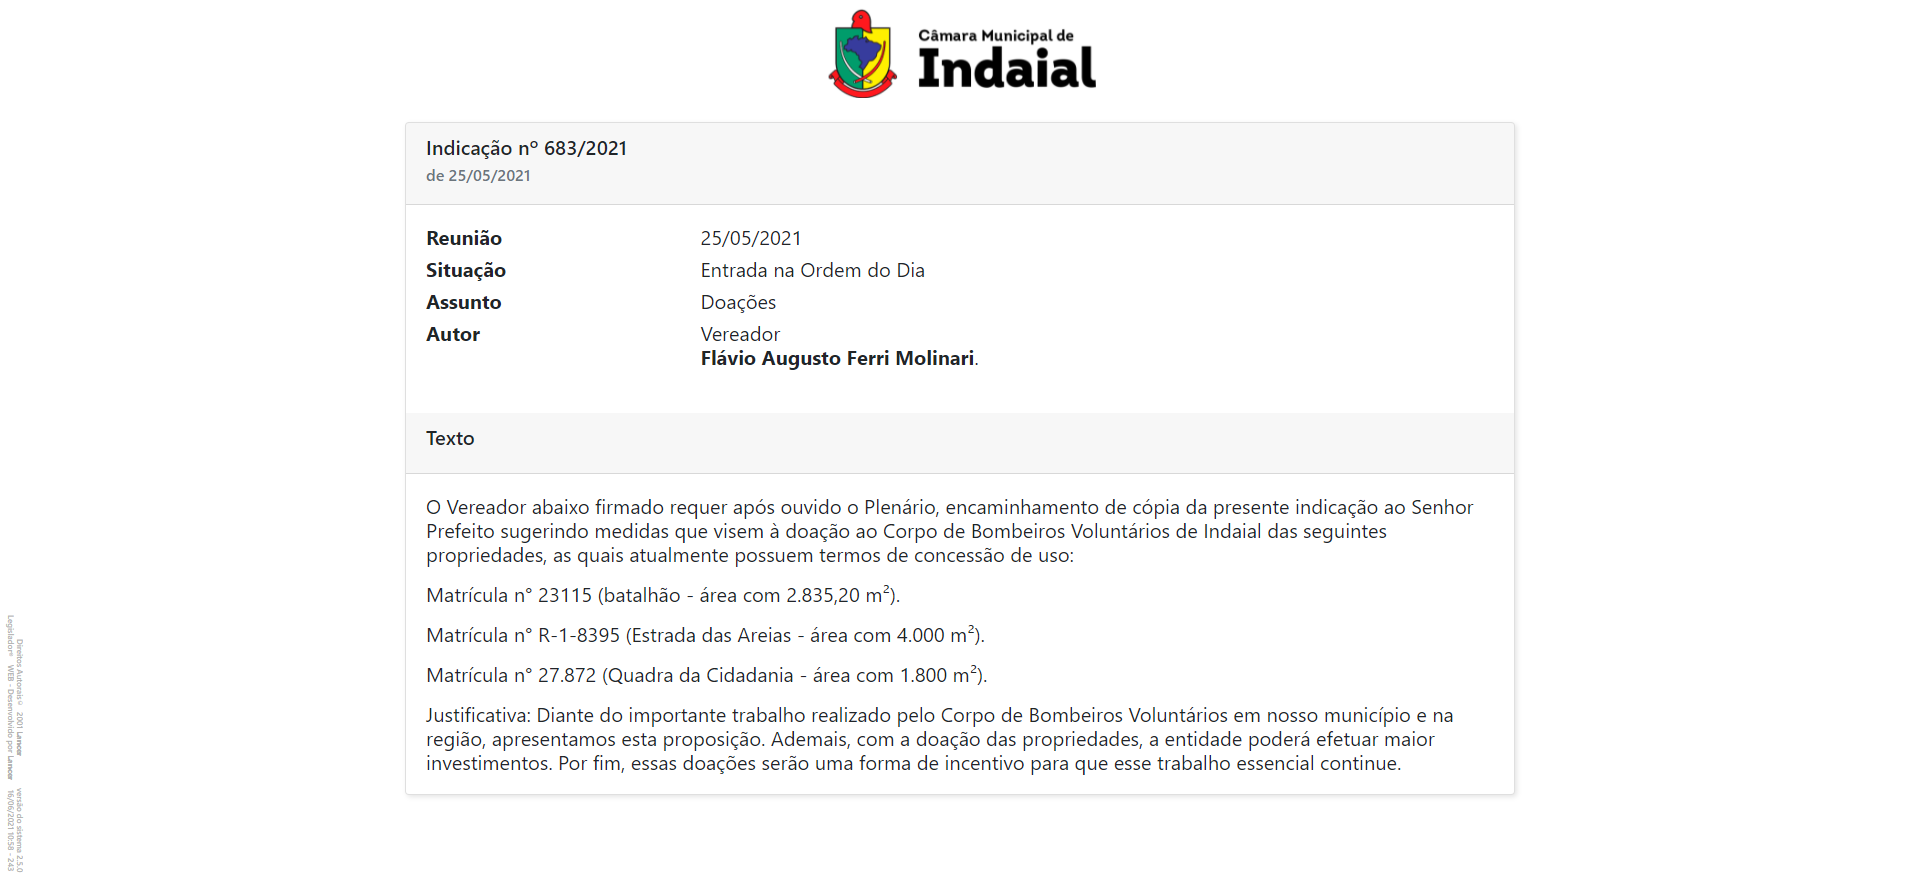 Câmara Municipal de
Indaial
Indicação nº 683/2021
de 25/05/2021
Reunião 25/05/2021
Situação Entrada na Ordem do Dia
Assunto Doações
Autor Vereador
Flávio Augusto Ferri Molinari.
Texto
O Vereador abaixo firmado requer após ouvido o Plenário, encaminhamento de cópia da presente indicação ao Senhor
Prefeito sugerindo medidas que visem à doação ao Corpo de Bombeiros Voluntários de Indaial das seguintes
propriedades, as quais atualmente possuem termos de concessão de uso:
Matrícula n° 23115 (batalhão - área com 2.835,20 m²).
Matrícula n° R-1-8395 (Estrada das Areias - área com 4.000 m²).
Matrícula n° 27.872 (Quadra da Cidadania - área com 1.800 m²).
Justificativa: Diante do importante trabalho realizado pelo Corpo de Bombeiros Voluntários em nosso município e na
região, apresentamos esta proposição. Ademais, com a doação das propriedades, a entidade poderá efetuar maior
investimentos. Por fim, essas doações serão uma forma de incentivo para que esse trabalho essencial continue.
Direitos Autorais© 2001 Lancer versão do sistema 2.5.0
Legislador® WEB - Desenvolvido por Lancer 16/06/2021 10:58 - 243